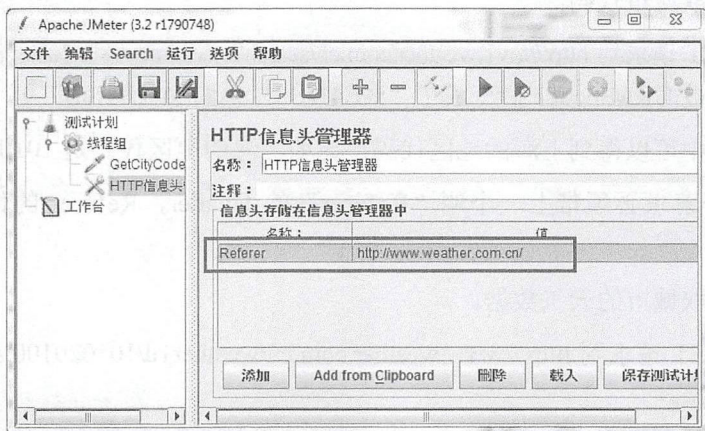 Apache JMeter (3.2 r1790748)
文件 编辑 Search 运行 选项 帮助
测试计划
线程组
GetCityCode
HTTP信息头
工作台
HTTP信息头管理器
名称： HTTP信息头管理器
注释：
信息头存储在信息头管理器中
名称： 值
Referer http://www.weather.com.cn/
添加 Add from Clipboard 删除 载入 保存测试计